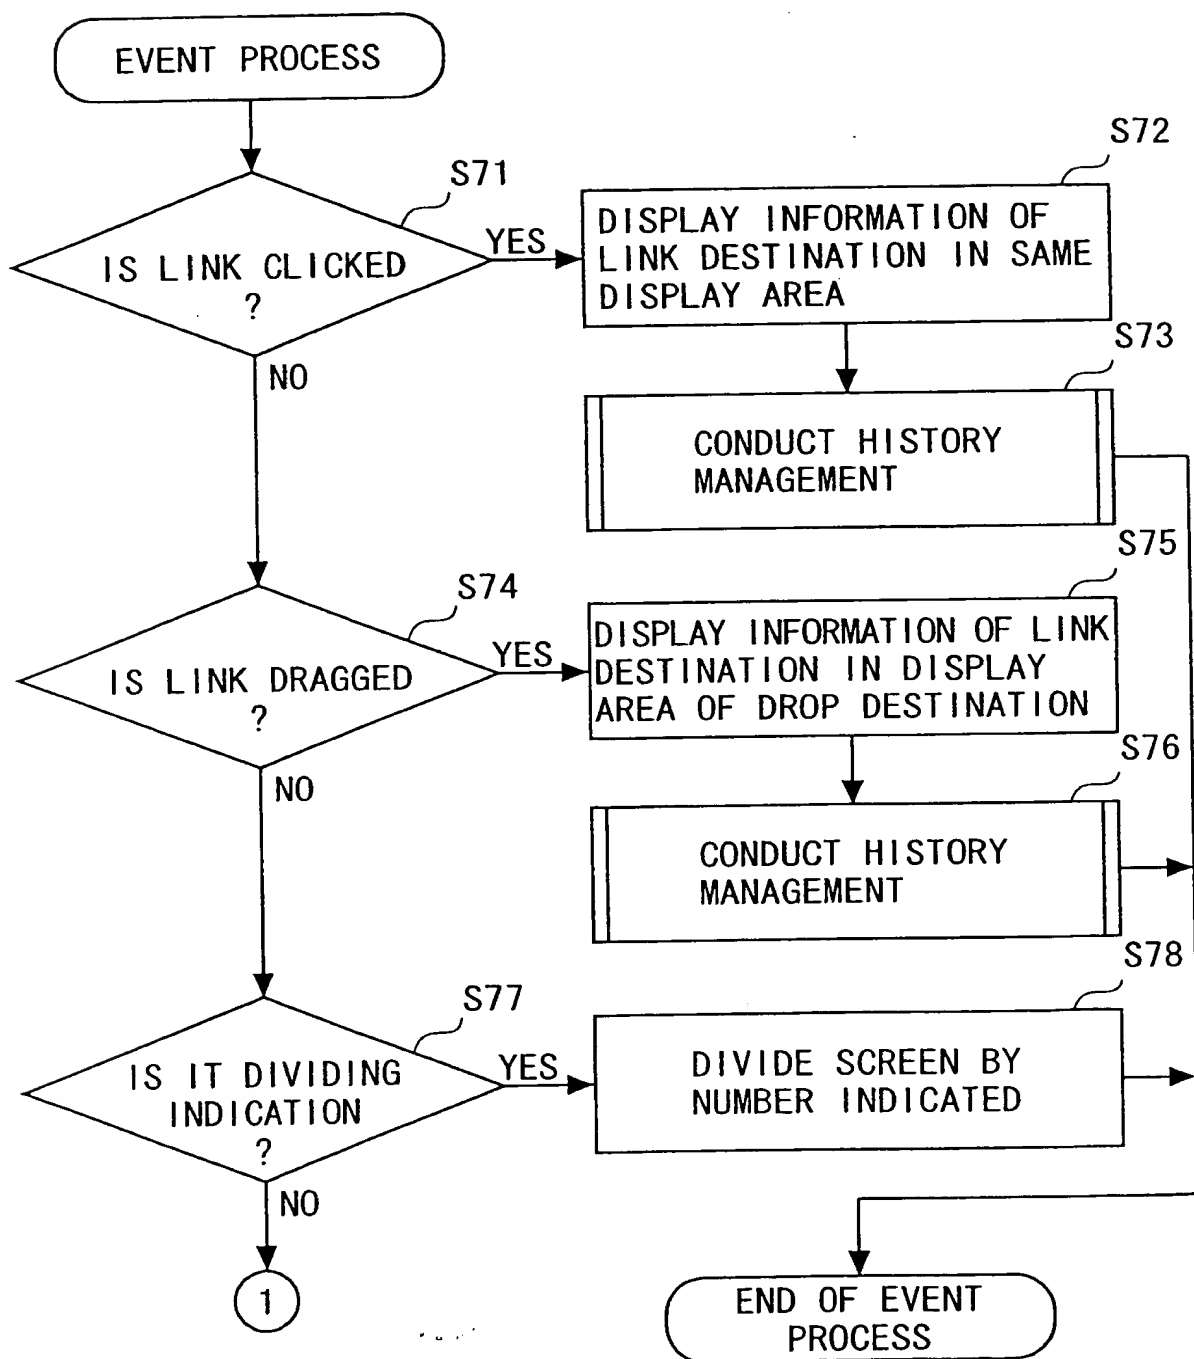 EVENT PROCESS
S71
IS LINK CLICKED
?
YES
NO
S72
DISPLAY INFORMATION OF
LINK DESTINATION IN SAME
DISPLAY AREA
S73
CONDUCT HISTORY
MANAGEMENT
S74
IS LINK DRAGGED
?
YES
NO
S75
DISPLAY INFORMATION OF LINK
DESTINATION IN DISPLAY
AREA OF DROP DESTINATION
S76
CONDUCT HISTORY
MANAGEMENT
S77
IS IT DIVIDING
INDICATION
?
YES
NO
S78
DIVIDE SCREEN BY
NUMBER INDICATED
1
END OF EVENT
PROCESS